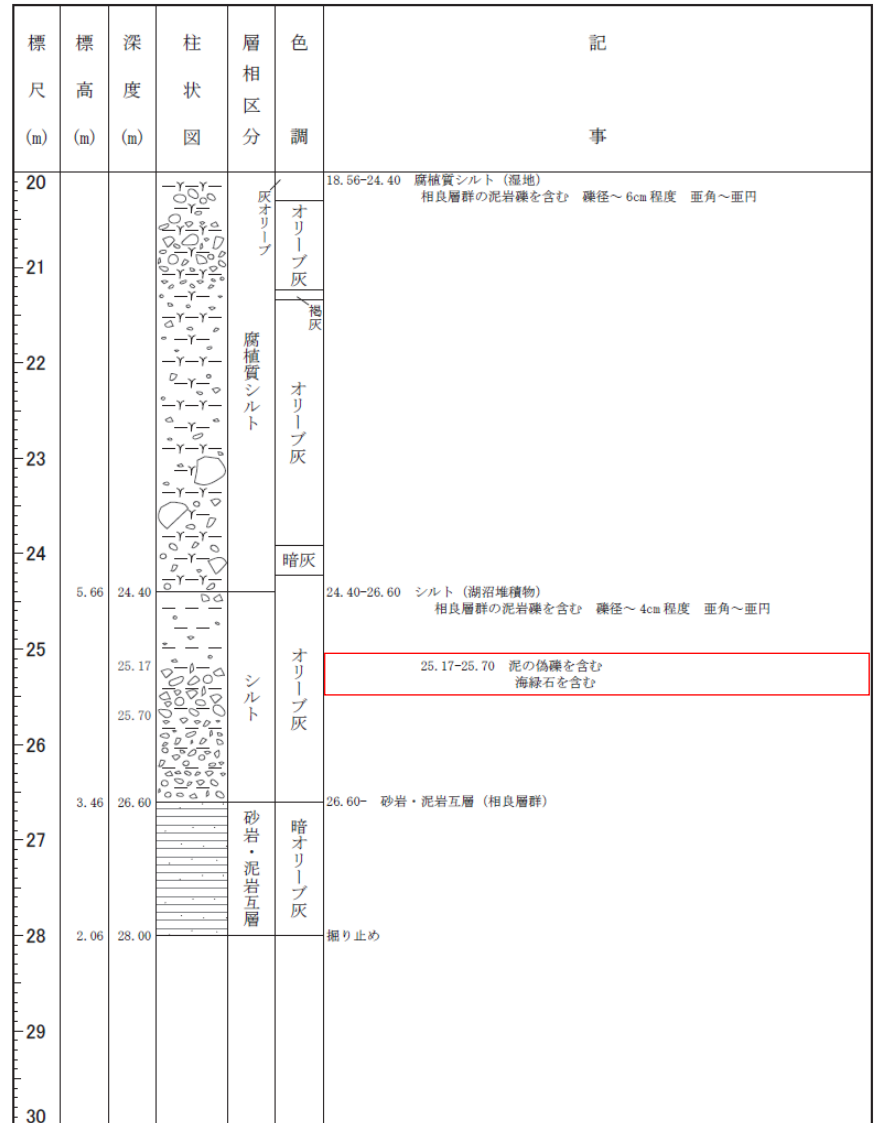 標尺(m)
標高(m)
深度(m)
柱状図
層相区分
色調
記事
20
18.56-24.40 腐植質シルト（湿地）
相良層群の泥岩礫を含む 礫径～6cm程度 亜角～亜円
灰オリーブ
オリーブ灰
21
褐灰
腐植質シルト
22
オリーブ灰
23
24
暗灰
5.66 24.40
24.40-26.60 シルト（湖沼堆積物）
相良層群の泥岩礫を含む 礫径～4cm程度 亜角～亜円
25
25.17
25.17-25.70 泥の偽礫を含む
海緑石を含む
シルト
オリーブ灰
25.70
26
3.46 26.60
26.60- 砂岩・泥岩互層（相良層群）
27
砂岩・泥岩互層
暗オリーブ灰
28
2.06 28.00
掘り止め
29
30